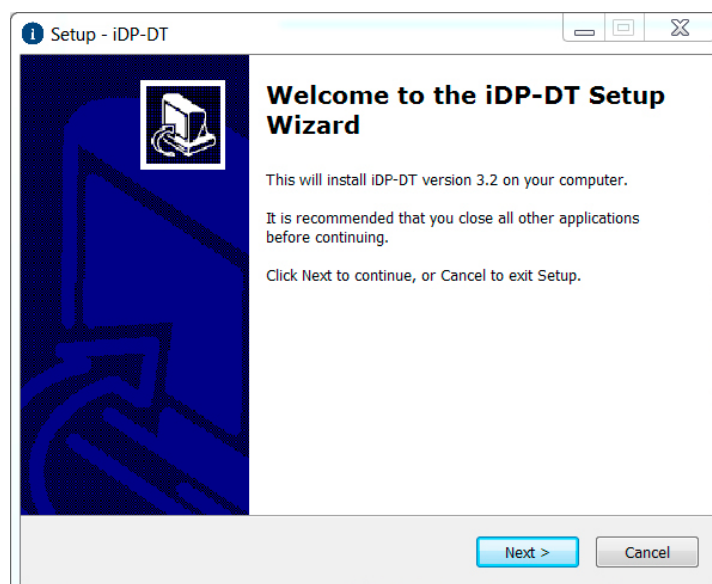 Setup - iDP-DT
Welcome to the iDP-DT Setup
Wizard
This will install iDP-DT version 3.2 on your computer.
It is recommended that you close all other applications
before continuing.
Click Next to continue, or Cancel to exit Setup.
Next >
Cancel